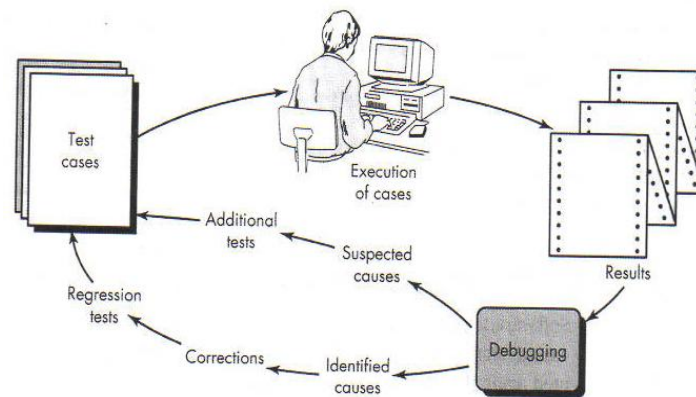 Test
cases
Execution
of cases
Results
Additional
tests
Suspected
causes
Regression
tests
Debugging
Corrections
Identified
causes